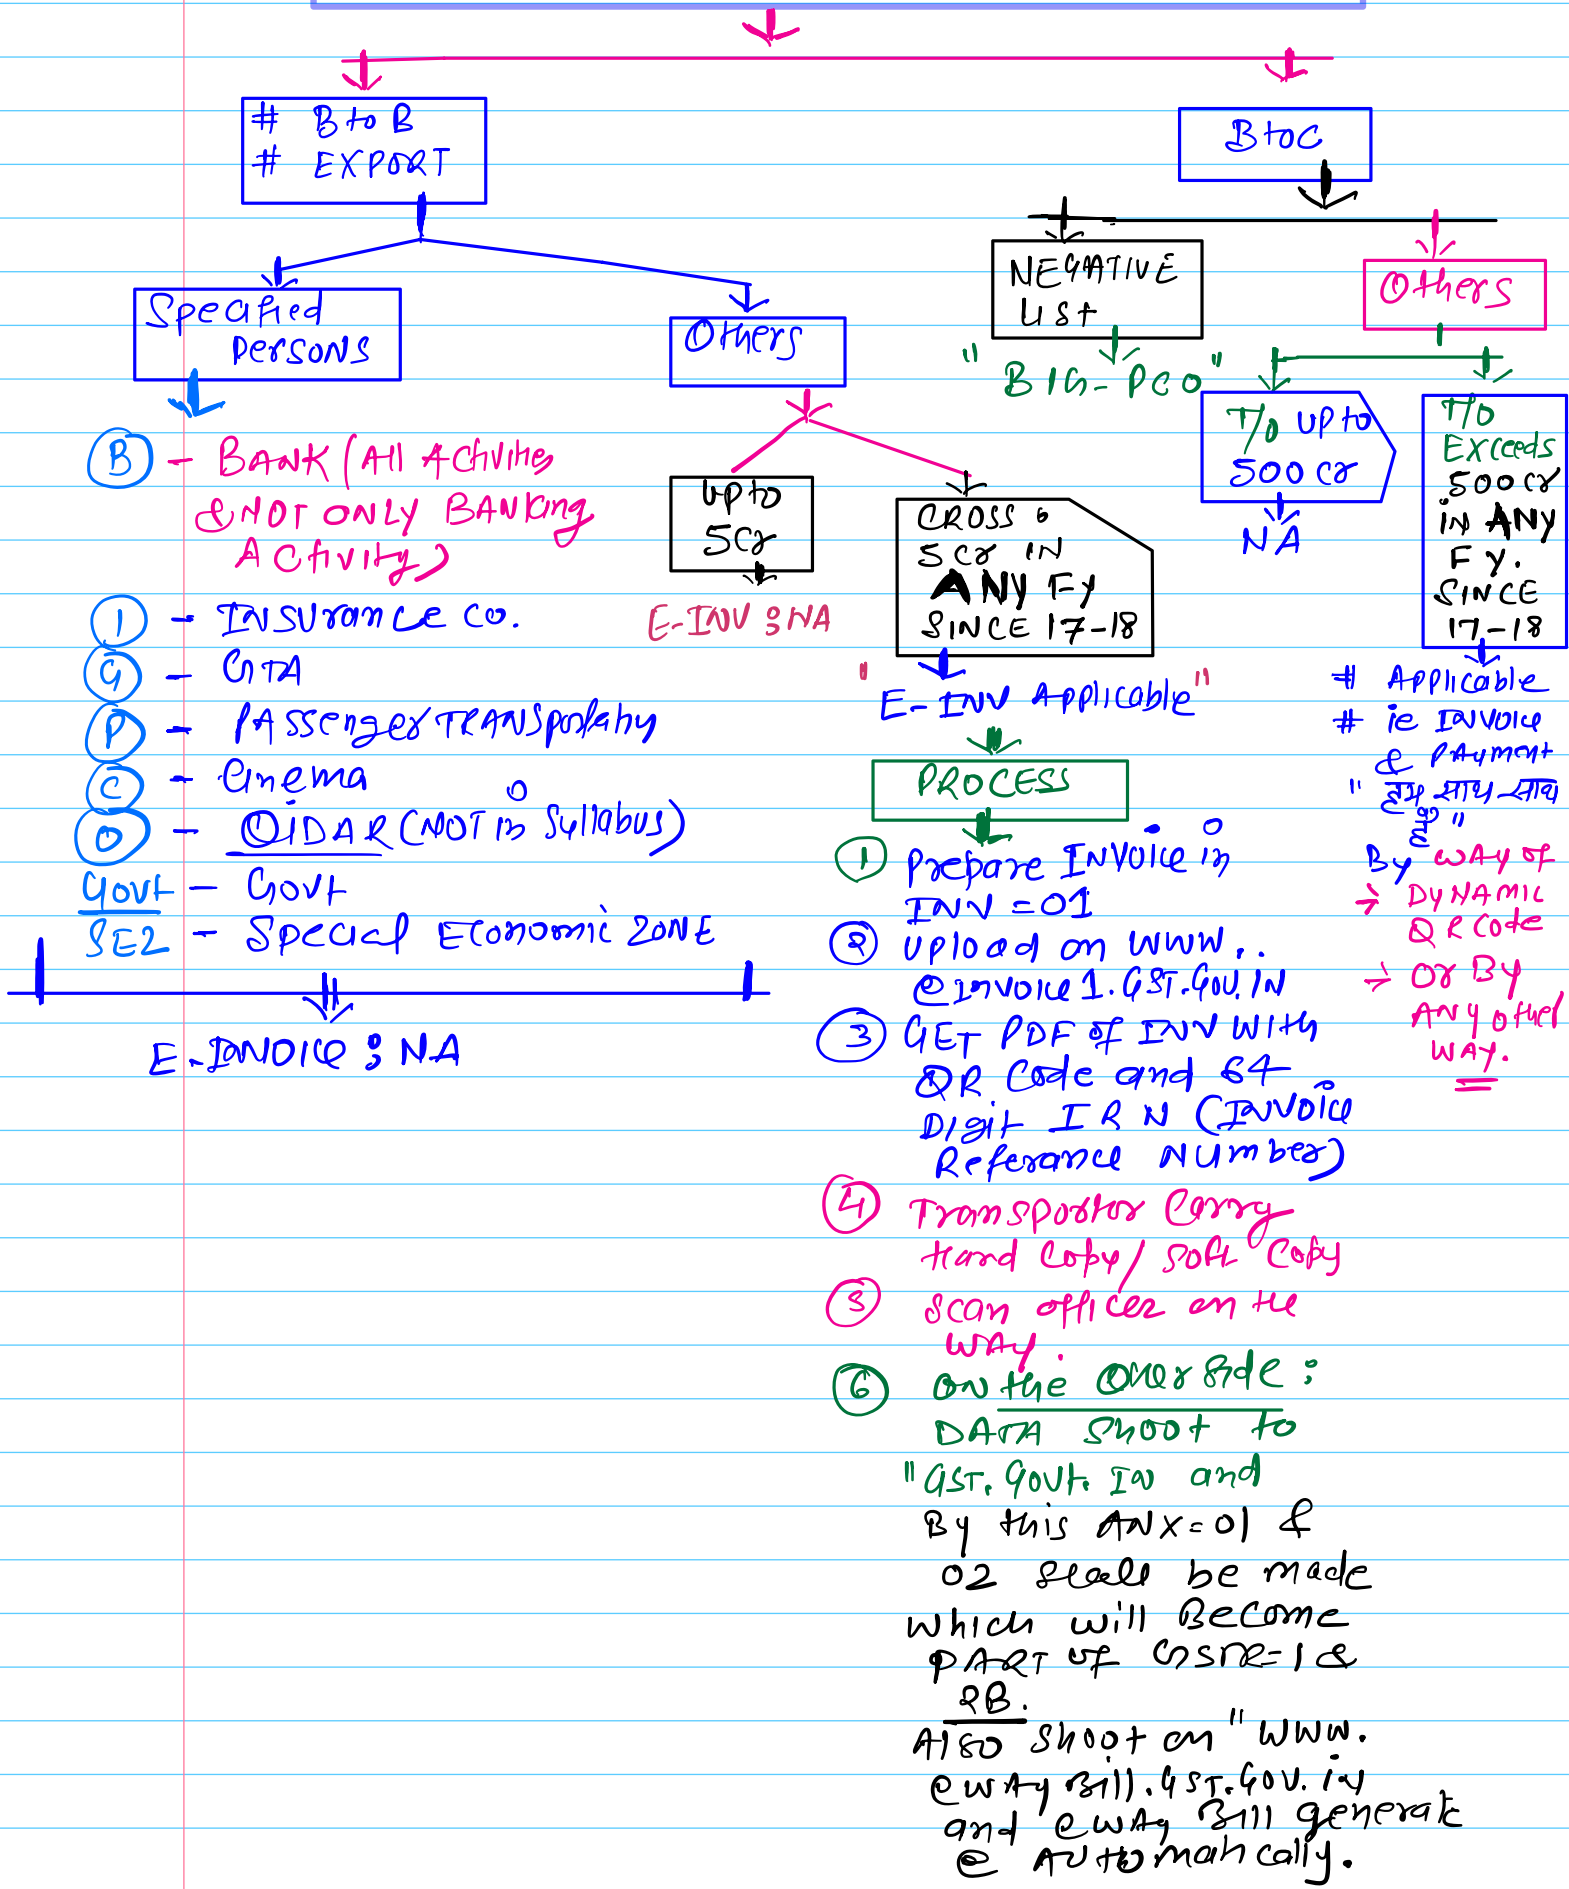 # B to B
# EXPORT
B to C
Specified
Persons
Others
NEGATIVE
List
Others
" BIG-PCO "
T/O upto
500 cr
NA
T/O
Exceeds
500 cr
in ANY
F y.
SINCE
17-18
# Applicable
# ie Invoice
& Payment
" हम साथ-साथ
"
By way of
→ DYNAMIC
QR Code
→ Or By
Any other
WAY.
B - BANK (All Activities
& NOT ONLY BANKing
Activity)
I - INSurance co.
G - GTA
P - PASSenger TRANSportatn
C - Cinema
O - OIDAR (NOT in Syllabus)
Govt - Govt
SEZ - Special Economic ZONE
E-INVOice : NA
upto
5cr
E-INV : NA
CROSS
5cr IN
ANY FY
SINCE 17-18
" E-INV Applicable "
PROCESS
1 Prepare Invoice in
INV = 01
2 upload on www..
einvoice1.GST.Gov.IN
3 GET PDF of INV With
QR Code and 64
Digit IRN (Invoice
Referance Number)
4 Transportor Carry
Hard Copy / Soft Copy
5 Scan officer on the
way.
6 On the Other Side :
DATA Shoot to
" GST. Govt. IN and
By this ANX = 01 &
02 shall be made
which will Become
PART of GSTR = 1 &
2B.
Also Shoot on " www.
ewayBill.GST.Gov.in
and eway Bill generate
Automatically.